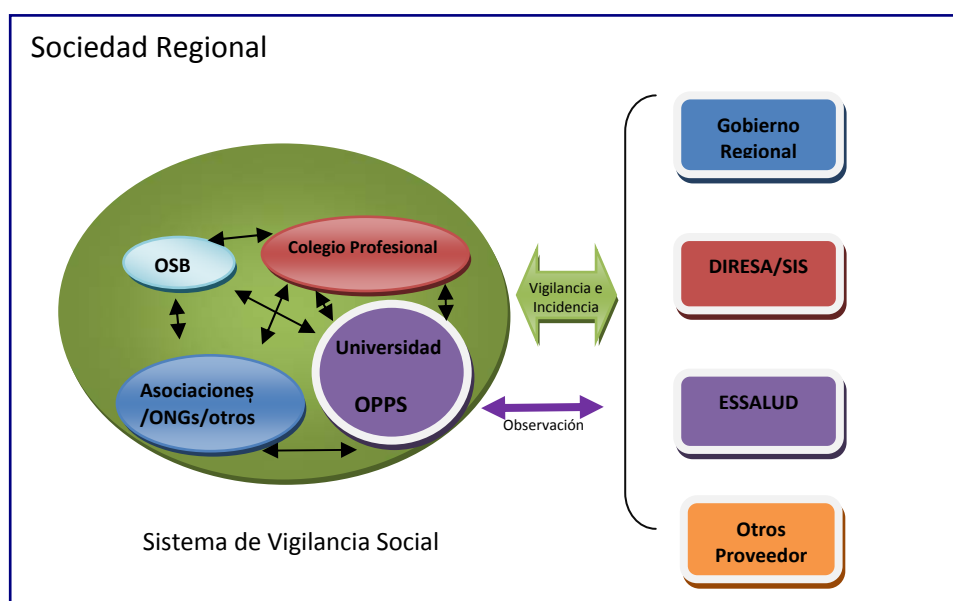 Sociedad Regional
OSB
Colegio Profesional
Asociaciones
/ONGs/otros
Universidad
OPPS
Sistema de Vigilancia Social
Vigilancia e
Incidencia
Observación
Gobierno
Regional
DIRESA/SIS
ESSALUD
Otros
Proveedor